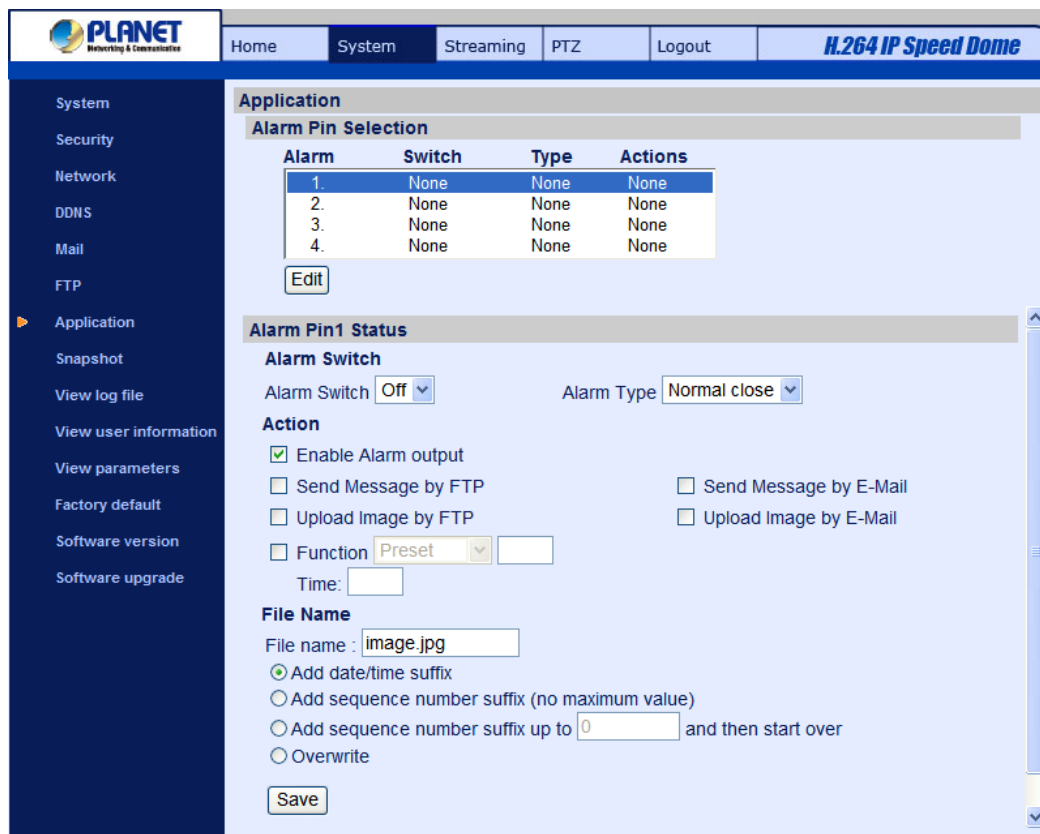 PLANET
Networking & Communication
Home System Streaming PTZ Logout H.264 IP Speed Dome
System
Security
Network
DDNS
Mail
FTP
Application
Snapshot
View log file
View user information
View parameters
Factory default
Software version
Software upgrade
Application
Alarm Pin Selection
Alarm Switch Type Actions
1. None None None
2. None None None
3. None None None
4. None None None
Edit
Alarm Pin1 Status
Alarm Switch
Alarm Switch Off Alarm Type Normal close
Action
Enable Alarm output
Send Message by FTP Send Message by E-Mail
Upload Image by FTP Upload Image by E-Mail
Function Preset
Time:
File Name
File name : image.jpg
Add date/time suffix
Add sequence number suffix (no maximum value)
Add sequence number suffix up to 0 and then start over
Overwrite
Save